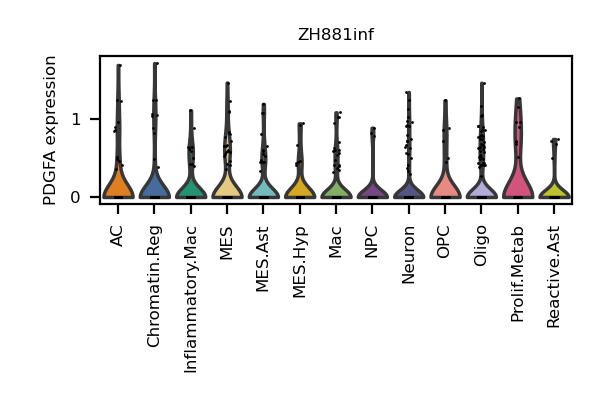 ZH881inf
PDGFA expression
1
0
AC
Chromatin.Reg
Inflammatory.Mac
MES
MES.Ast
MES.Hyp
Mac
NPC
Neuron
OPC
Oligo
Prolif.Metab
Reactive.Ast